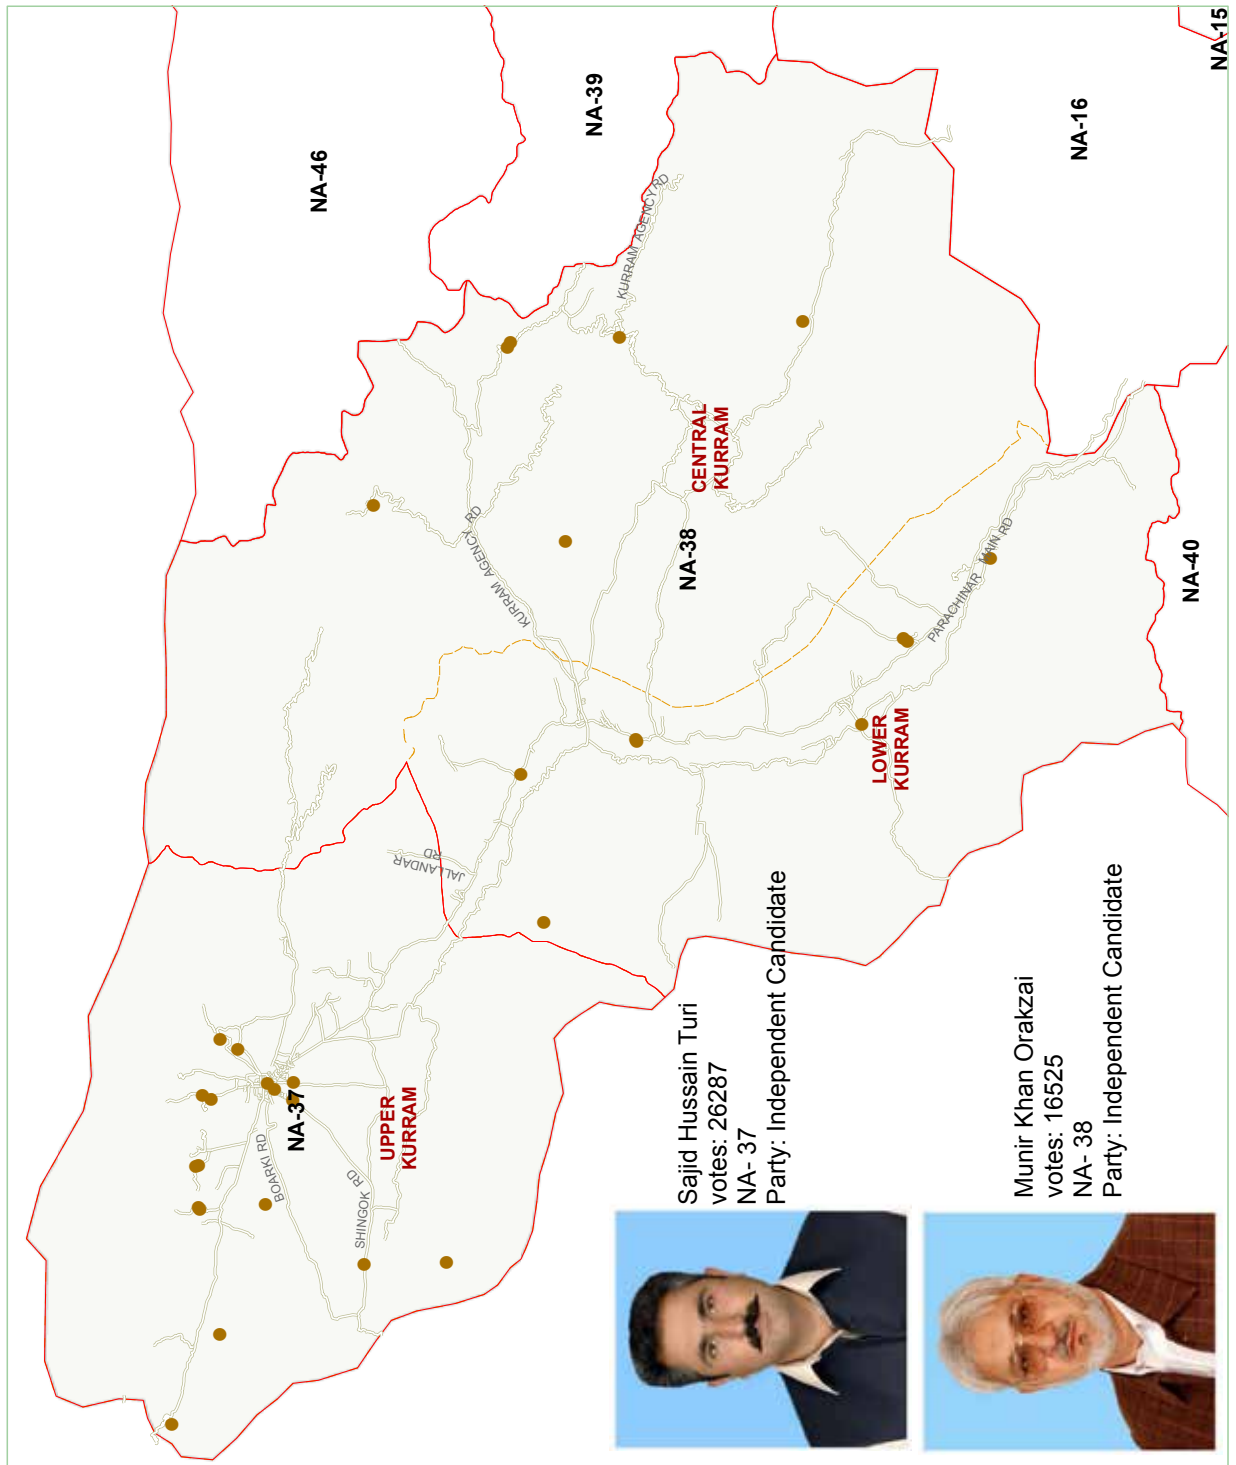 NA-15
NA-39
NA-16
NA-46
KURRAM AGENCY RD
CENTRAL
KURRAM
KURRAM AGENCY RD
NA-38
PARACHINAR MAIN RD
NA-40
LOWER
KURRAM
JALLANDAR
RD
NA-37
UPPER
KURRAM
BOARKI RD
SHINGOK RD
Sajid Hussain Turi
votes: 26287
NA- 37
Party: Independent Candidate
Munir Khan Orakzai
votes: 16525
NA- 38
Party: Independent Candidate